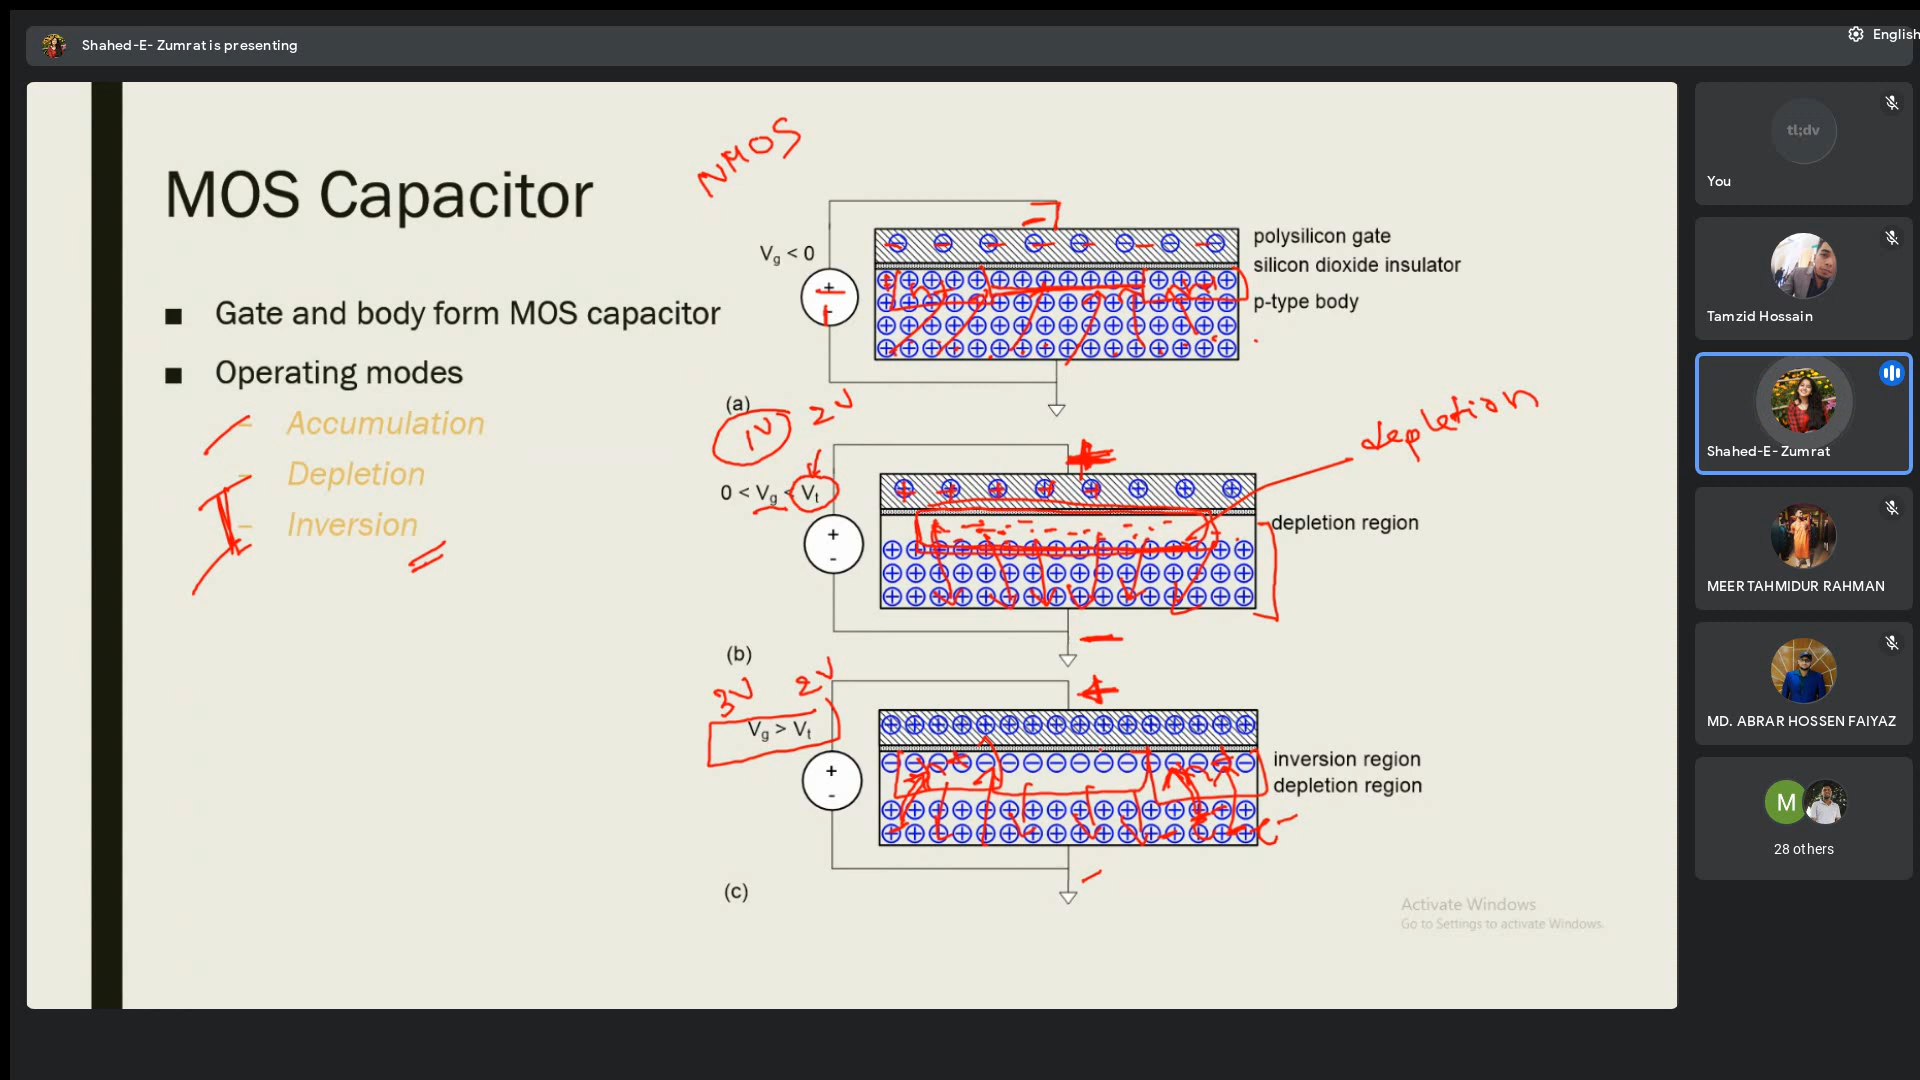 Shahed-E- Zumrat is presenting
English
MOS Capacitor
■ Gate and body form MOS capacitor
■ Operating modes
– Accumulation
– Depletion
– Inversion
NMOS
Vg < 0
polysilicon gate
silicon dioxide insulator
p-type body
(a)
1V 2V
0 < Vg < Vt
depletion
depletion region
(b)
3V 2V
Vg > Vt
inversion region
depletion region
e-
(c)
Activate Windows
Go to Settings to activate Windows.
tl;dv
You
Tamzid Hossain
Shahed-E- Zumrat
MEER TAHMIDUR RAHMAN
MD. ABRAR HOSSEN FAIYAZ
M
28 others